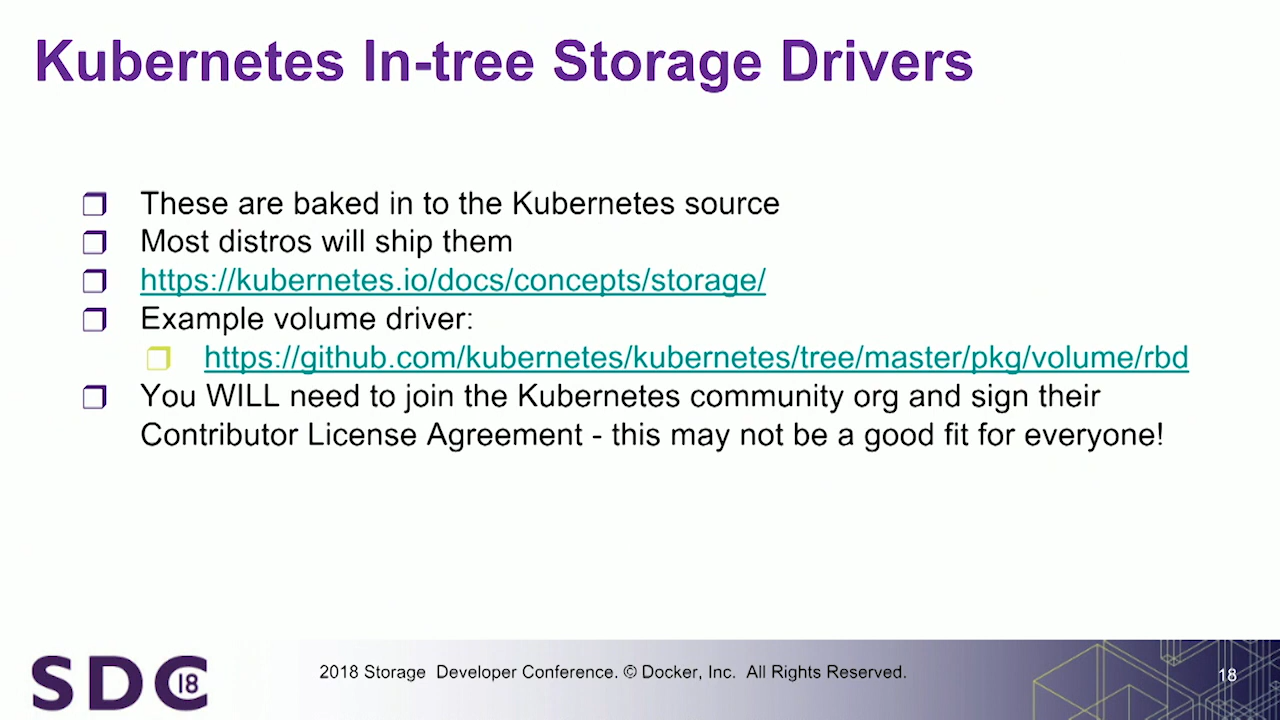 Kubernetes In-tree Storage Drivers
These are baked in to the Kubernetes source
Most distros will ship them
https://kubernetes.io/docs/concepts/storage/
Example volume driver:
https://github.com/kubernetes/kubernetes/tree/master/pkg/volume/rbd
You WILL need to join the Kubernetes community org and sign their
Contributor License Agreement - this may not be a good fit for everyone!
SDC 18
2018 Storage Developer Conference. © Docker, Inc. All Rights Reserved.
18